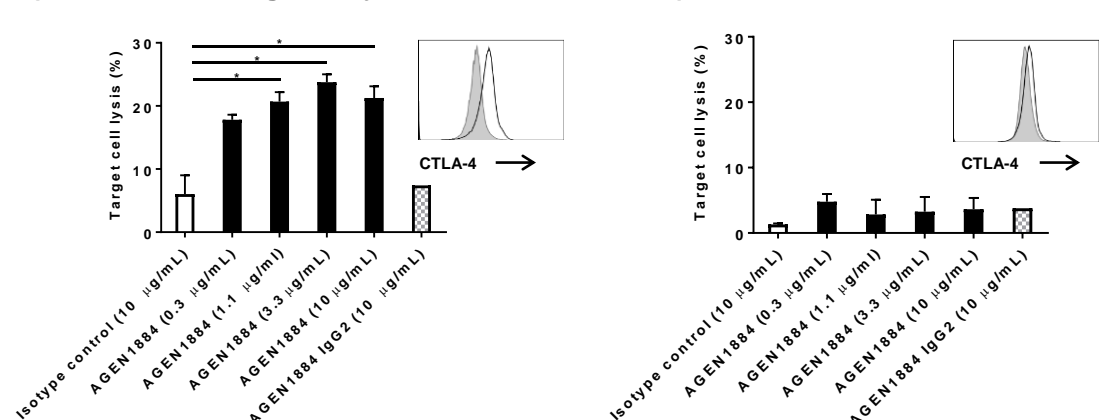 30
20
10
0
Target cell lysis (%)
*
*
*
CTLA-4
Isotype control (10 μg/mL)
AGEN1884 (0.3 μg/mL)
AGEN1884 (1.1 μg/ml)
AGEN1884 (3.3 μg/mL)
AGEN1884 (10 μg/mL)
AGEN1884 IgG2 (10 μg/mL)
30
20
10
0
Target cell lysis (%)
CTLA-4
Isotype control (10 μg/mL)
AGEN1884 (0.3 μg/mL)
AGEN1884 (1.1 μg/ml)
AGEN1884 (3.3 μg/mL)
AGEN1884 (10 μg/mL)
AGEN1884 IgG2 (10 μg/mL)